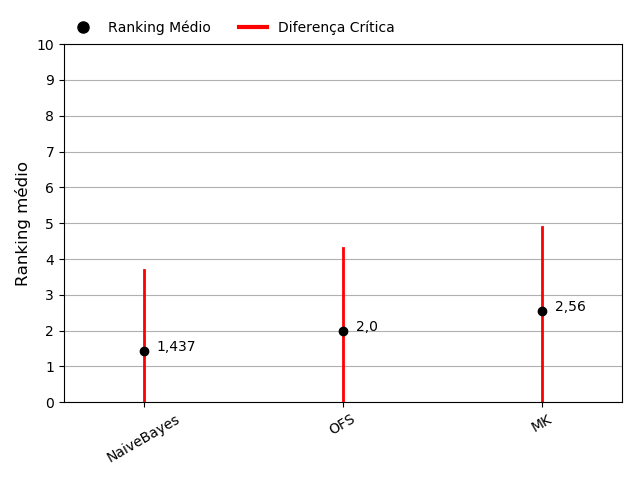 Ranking Médio
Diferença Crítica
Ranking médio
10
9
8
7
6
5
4
3
2
1
0
1,437
2,0
2,56
NaiveBayes
OFS
MK